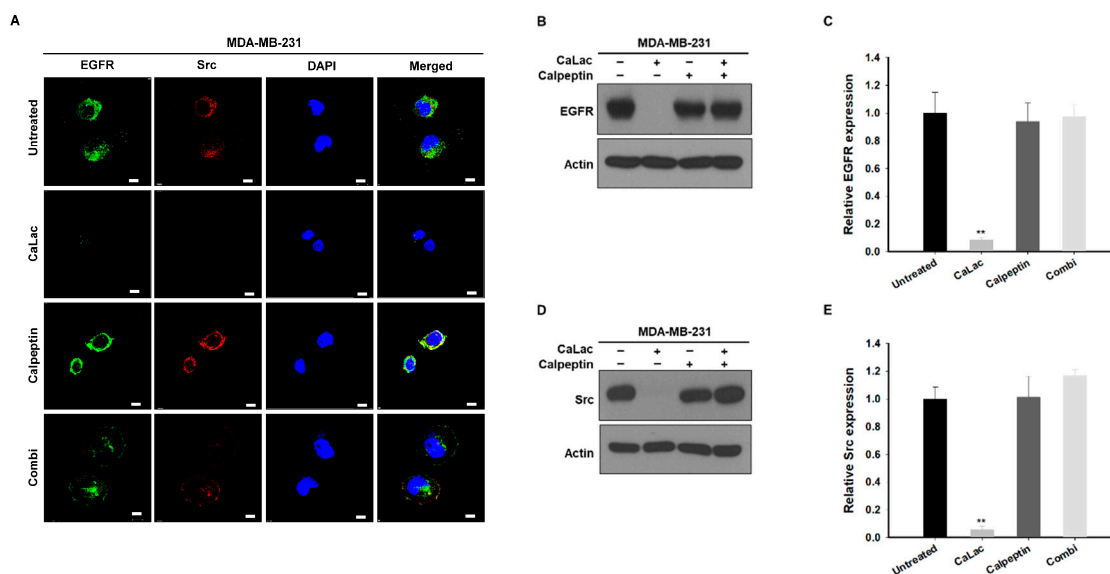 A
MDA-MB-231
EGFR Src DAPI Merged
Untreated
CaLac
Calpeptin
Combi
B
MDA-MB-231
CaLac – + – +
Calpeptin – – + +
EGFR
Actin
C
Relative EGFR expression
1.4
1.2
1.0
0.8
0.6
0.4
0.2
0.0
**
Untreated CaLac Calpeptin Combi
D
MDA-MB-231
CaLac – + – +
Calpeptin – – + +
Src
Actin
E
Relative Src expression
1.4
1.2
1.0
0.8
0.6
0.4
0.2
0.0
**
Untreated CaLac Calpeptin Combi